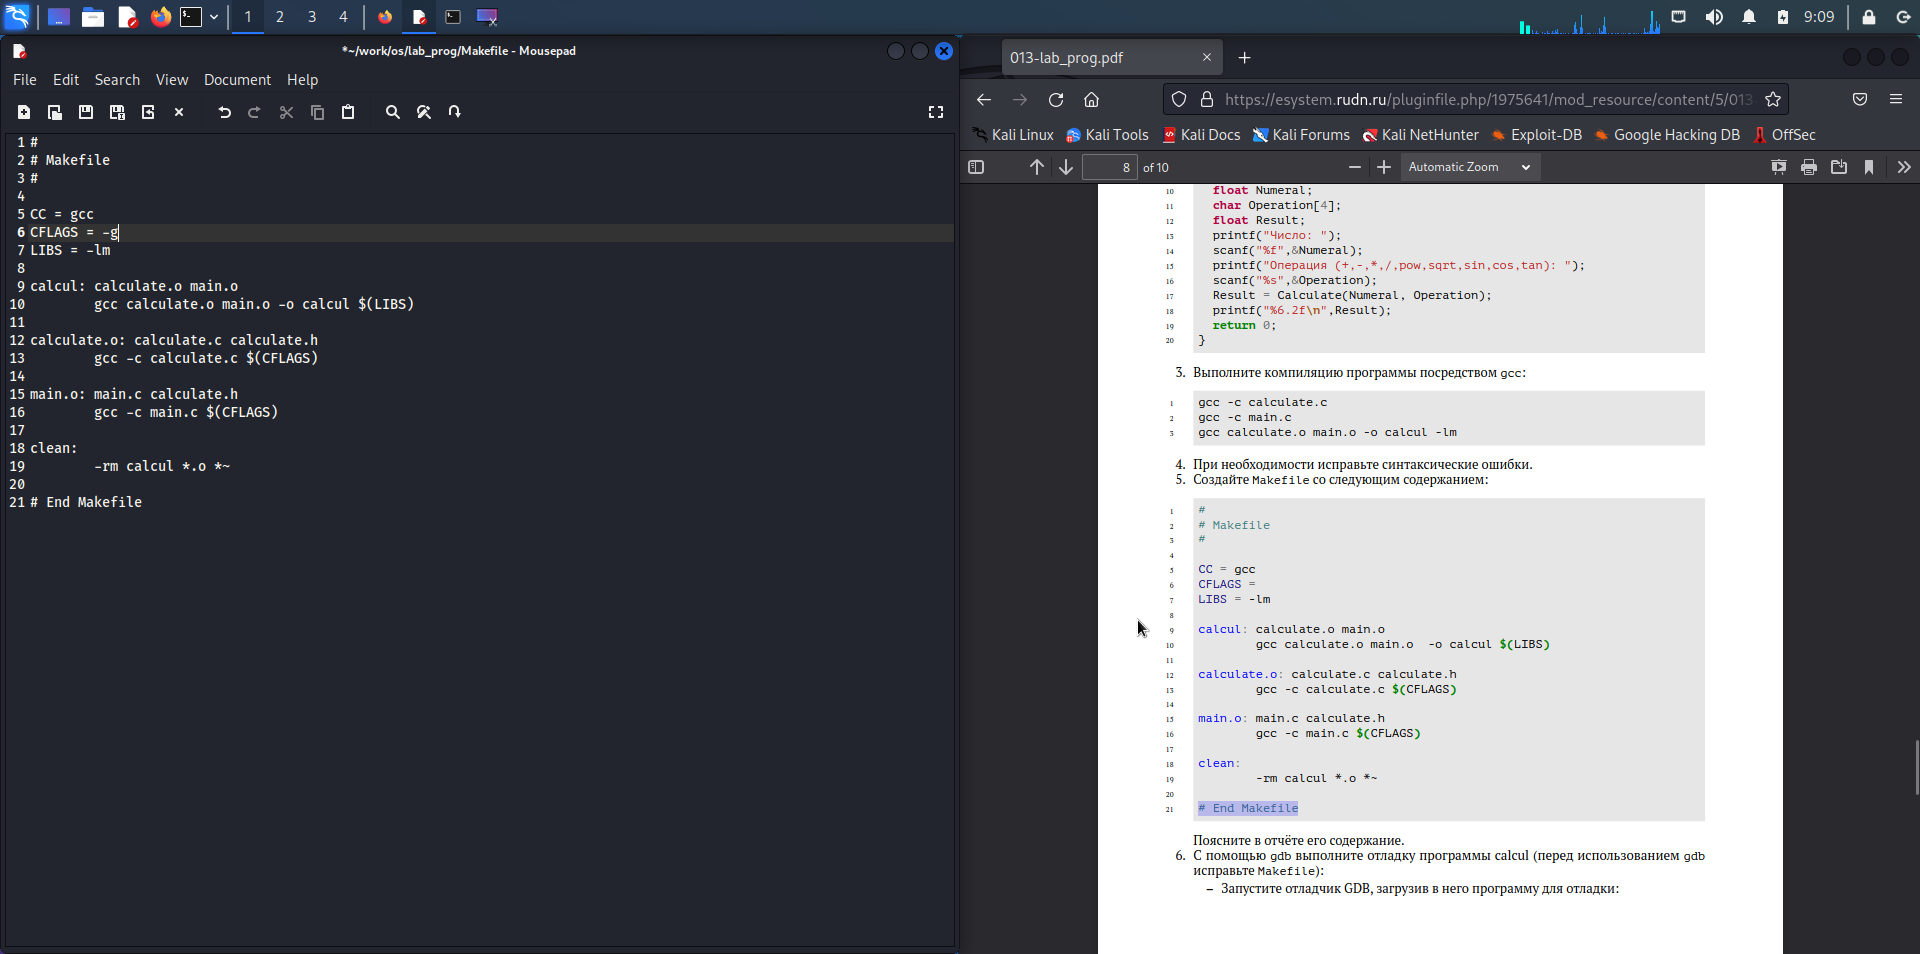 1 2 3 4 9:09
*~/work/os/lab_prog/Makefile - Mousepad
File Edit Search View Document Help
1 #
2 # Makefile
3 #
4
5 CC = gcc
6 CFLAGS = -g
7 LIBS = -lm
8
9 calcul: calculate.o main.o
10 gcc calculate.o main.o -o calcul $(LIBS)
11
12 calculate.o: calculate.c calculate.h
13 gcc -c calculate.c $(CFLAGS)
14
15 main.o: main.c calculate.h
16 gcc -c main.c $(CFLAGS)
17
18 clean:
19 -rm calcul *.o *~
20
21 # End Makefile
013-lab_prog.pdf
https://esystem.rudn.ru/pluginfile.php/1975641/mod_resource/content/5/013-
Kali Linux Kali Tools Kali Docs Kali Forums Kali NetHunter Exploit-DB Google Hacking DB OffSec
8 of 10 Automatic Zoom
10 float Numeral;
11 char Operation[4];
12 float Result;
13 printf("Число: ");
14 scanf("%f",&Numeral);
15 printf("Операция (+,-,*,/,pow,sqrt,sin,cos,tan): ");
16 scanf("%s",&Operation);
17 Result = Calculate(Numeral, Operation);
18 printf("%6.2f\n",Result);
19 return 0;
20 }
3. Выполните компиляцию программы посредством gcc:
1 gcc -c calculate.c
2 gcc -c main.c
3 gcc calculate.o main.o -o calcul -lm
4. При необходимости исправьте синтаксические ошибки.
5. Создайте Makefile со следующим содержанием:
1 #
2 # Makefile
3 #
4
5 CC = gcc
6 CFLAGS =
7 LIBS = -lm
8
9 calcul: calculate.o main.o
10 gcc calculate.o main.o -o calcul $(LIBS)
11
12 calculate.o: calculate.c calculate.h
13 gcc -c calculate.c $(CFLAGS)
14
15 main.o: main.c calculate.h
16 gcc -c main.c $(CFLAGS)
17
18 clean:
19 -rm calcul *.o *~
20
21 # End Makefile
Поясните в отчёте его содержание.
6. С помощью gdb выполните отладку программы calcul (перед использованием gdb
исправьте Makefile):
– Запустите отладчик GDB, загрузив в него программу для отладки: